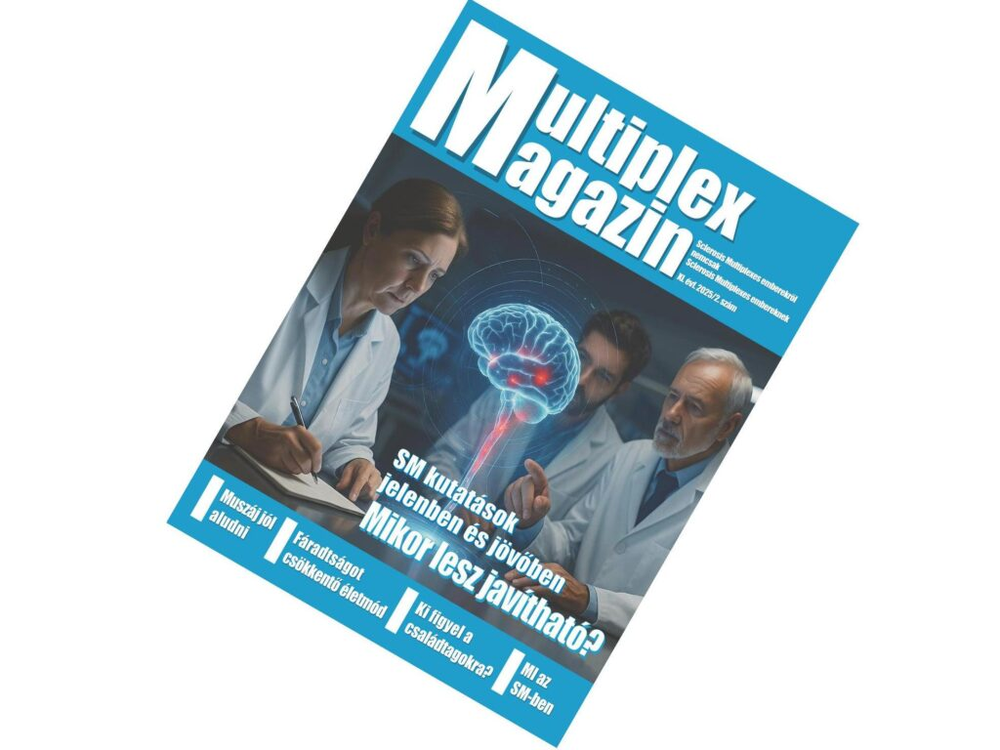 Multiplex
Magazin
Sclerosis Multiplexes emberekről
nemcsak
Sclerosis Multiplexes embereknek
XI. évf. 2025/2. szám
SM kutatások
jelenben és jövőben
Mikor lesz javítható?
Muszáj jól
aludni
Fáradtságot
csökkentő életmód
Ki figyel a
családtagokra?
MI az
SM-ben